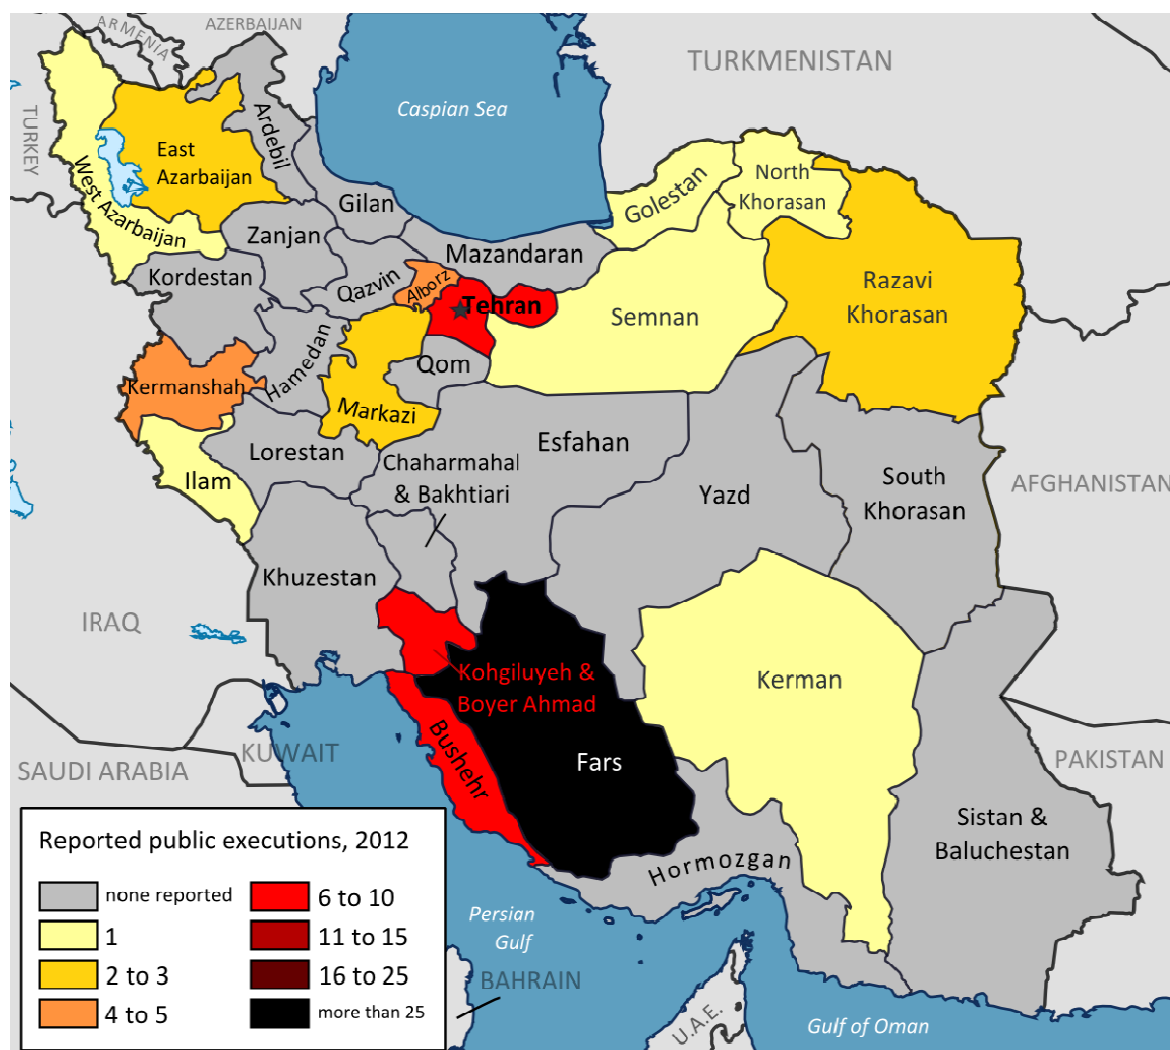 ARMENIA
AZERBAIJAN
TURKMENISTAN
Caspian Sea
TURKEY
Ardebil
East
Azarbaijan
West Azarbaijan
Gilan
Golestan
North
Khorasan
Zanjan
Mazandaran
Kordestan
Qazvin
Alborz
Tehran
Razavi
Khorasan
Semnan
Hamedan
Qom
Kermanshah
Markazi
Esfahan
Lorestan
Chaharmahal
& Bakhtiari
Ilam
Yazd
South
Khorasan
AFGHANISTAN
Khuzestan
IRAQ
Kohgiluyeh &
Boyer Ahmad
Kerman
Bushehr
Fars
KUWAIT
SAUDI ARABIA
PAKISTAN
Sistan &
Baluchestan
Hormozgan
Reported public executions, 2012
none reported
1
2 to 3
4 to 5
6 to 10
11 to 15
16 to 25
more than 25
Persian
Gulf
BAHRAIN
U.A.E.
Gulf of Oman